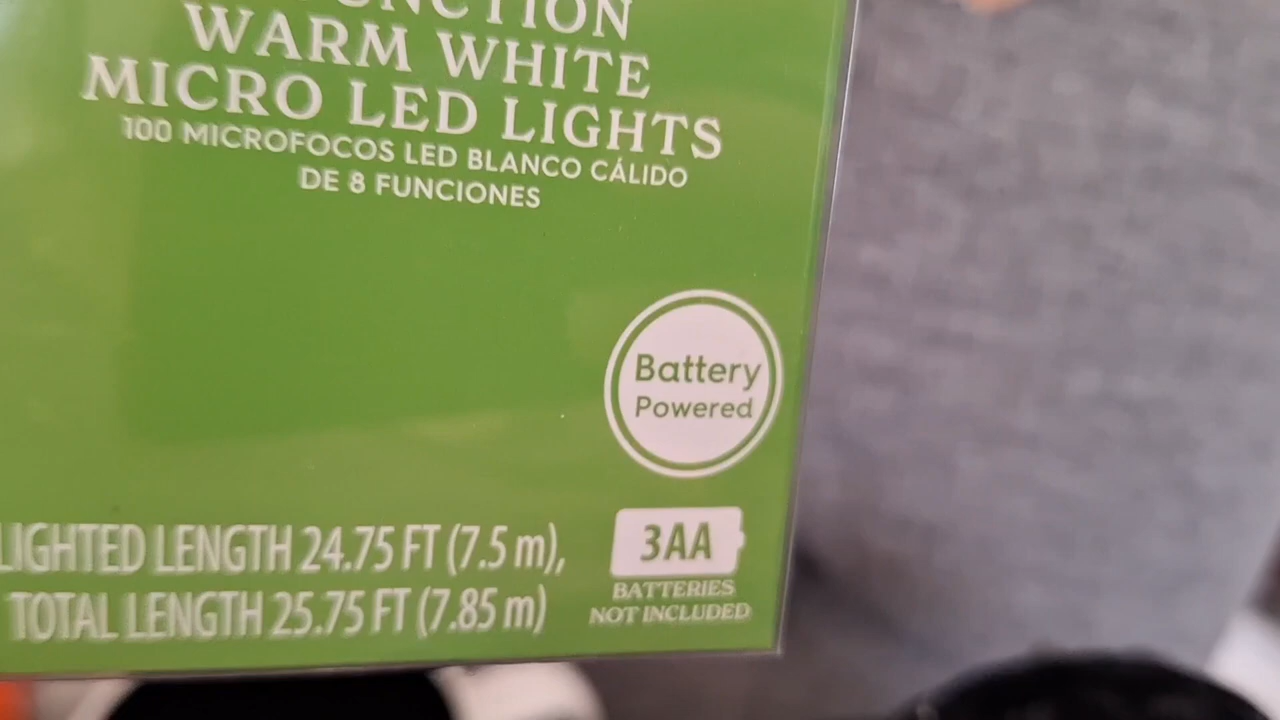 WARM WHITE
MICRO LED LIGHTS
100 MICROFOCOS LED BLANCO CÁLIDO
DE 8 FUNCIONES
Battery
Powered
LIGHTED LENGTH 24.75 FT (7.5 m),
TOTAL LENGTH 25.75 FT (7.85 m)
3AA
BATTERIES
NOT INCLUDED